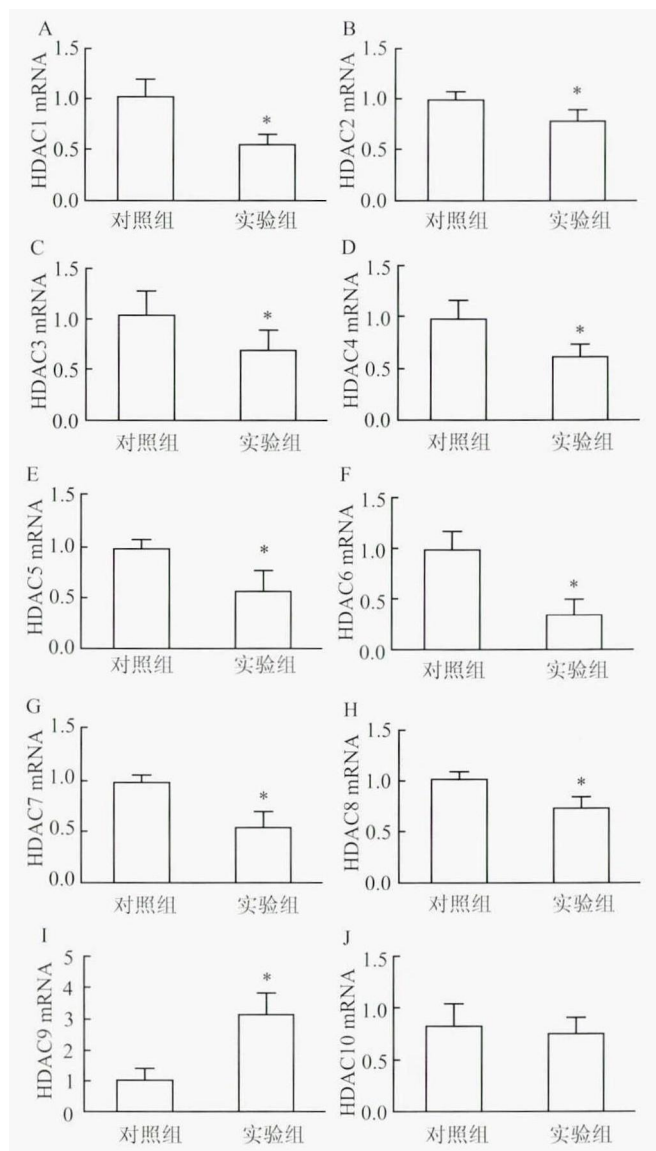 A
HDAC1 mRNA
1.5
1.0
0.5
0.0
*
对照组 实验组
B
HDAC2 mRNA
1.5
1.0
0.5
0.0
*
对照组 实验组
C
HDAC3 mRNA
1.5
1.0
0.5
0.0
*
对照组 实验组
D
HDAC4 mRNA
1.5
1.0
0.5
0.0
*
对照组 实验组
E
HDAC5 mRNA
1.5
1.0
0.5
0.0
*
对照组 实验组
F
HDAC6 mRNA
1.5
1.0
0.5
0.0
*
对照组 实验组
G
HDAC7 mRNA
1.5
1.0
0.5
0.0
*
对照组 实验组
H
HDAC8 mRNA
1.5
1.0
0.5
0.0
*
对照组 实验组
I
HDAC9 mRNA
5
4
3
2
1
0
*
对照组 实验组
J
HDAC10 mRNA
1.5
1.0
0.5
0.0
对照组 实验组